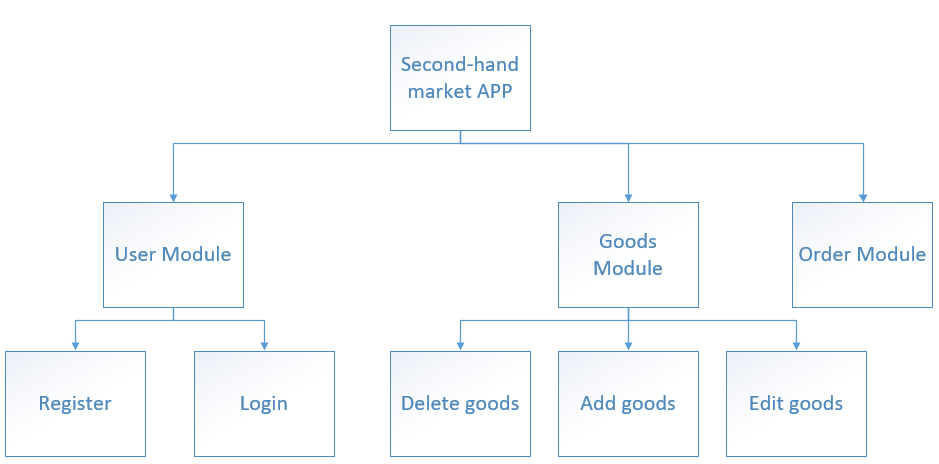 Second-hand
market APP
User Module
Goods
Module
Order Module
Register
Login
Delete goods
Add goods
Edit goods